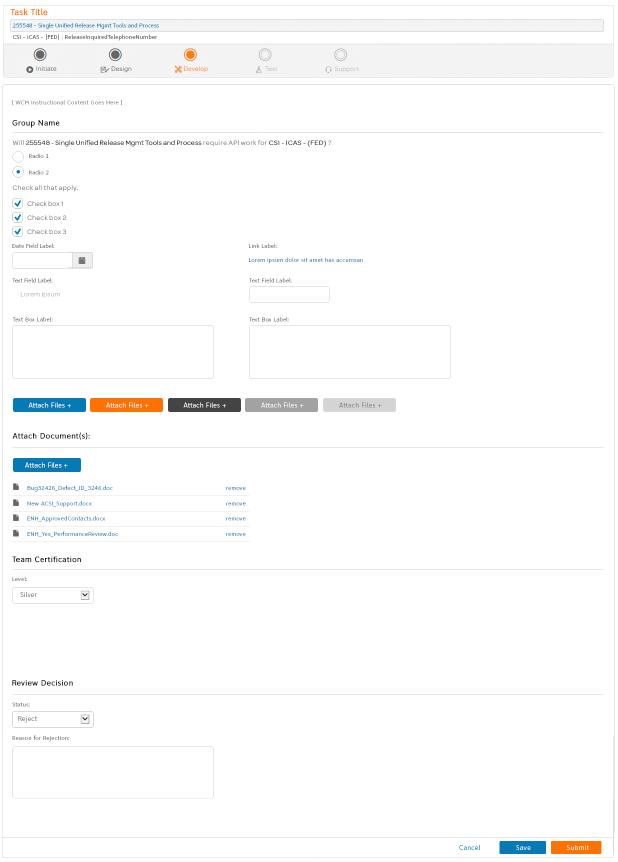 Task Title
255548 - Single Unified Release Mgmt Tools and Process
CSI - ICAS - (FED) | ReleaseInquiredTelephoneNumber
Initiate Design Develop Test Support
[ WCM Instructional Content Goes Here ]
Group Name
Will 255548 - Single Unified Release Mgmt Tools and Process require API work for CSI - ICAS - (FED) ?
Radio 1
Radio 2
Check all that apply.
Check box 1
Check box 2
Check box 3
Date Field Label: Link Label:
Lorem ipsum dolor sit amet has accumsan
Text Field Label: Text Field Label:
Lorem ipsum
Text Box Label: Text Box Label:
Attach Files + Attach Files + Attach Files + Attach Files + Attach Files +
Attach Document(s):
Attach Files +
Bug32426_Defect_ID_3246.doc remove
New ACSI_Support.docx remove
ENH_ApprovedContacts.docx remove
ENH_Yes_PerformanceReview.doc remove
Team Certification
Level:
Silver
Review Decision
Status:
Reject
Reason for Rejection:
Cancel Save Submit